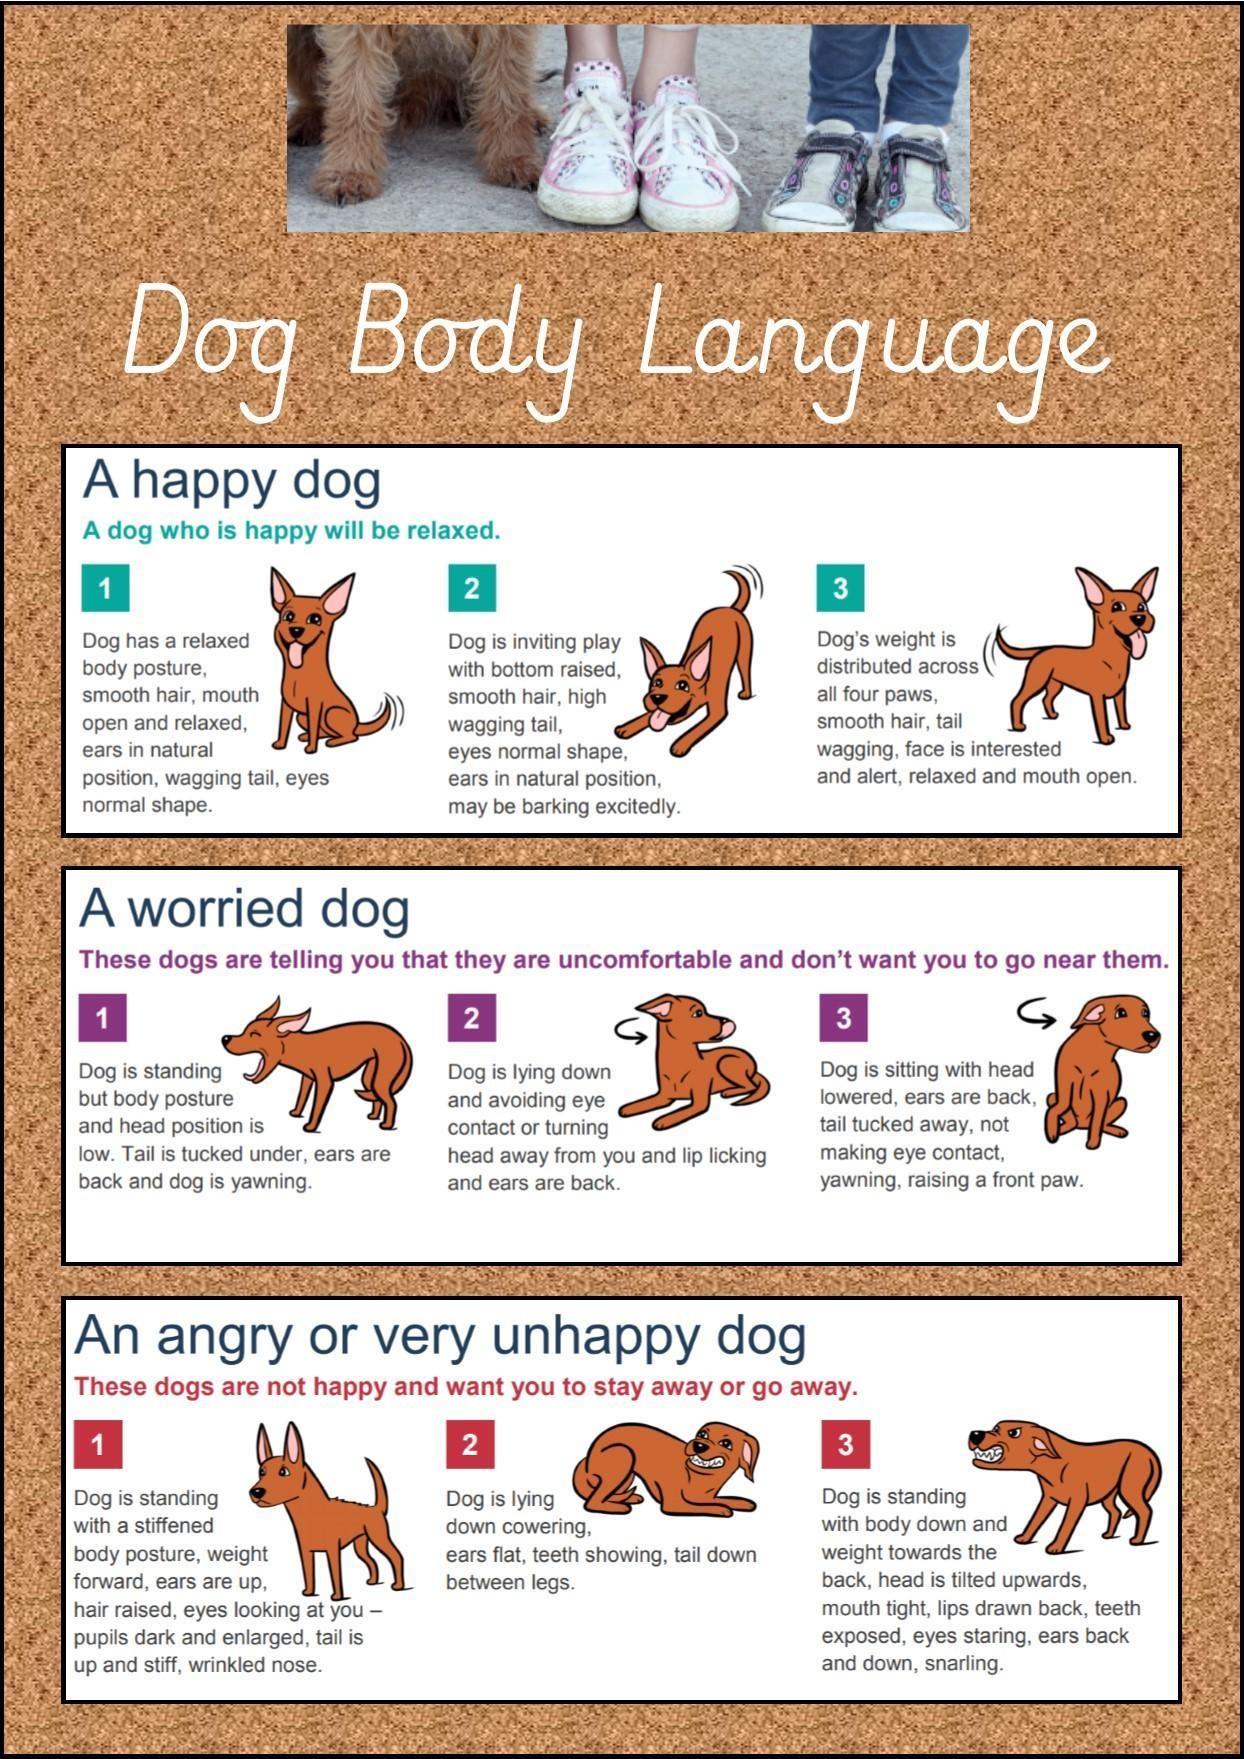 Dog Body Language
A happy dog
A dog who is happy will be relaxed.
1
Dog has a relaxed
body posture,
smooth hair, mouth
open and relaxed,
ears in natural
position, wagging tail, eyes
normal shape.
2
Dog is inviting play
with bottom raised,
smooth hair, high
wagging tail,
eyes normal shape,
ears in natural position,
may be barking excitedly.
3
Dog's weight is
distributed across
all four paws,
smooth hair, tail
wagging, face is interested
and alert, relaxed and mouth open.
A worried dog
These dogs are telling you that they are uncomfortable and don't want you to go near them.
1
Dog is standing
but body posture
and head position is
low. Tail is tucked under, ears are
back and dog is yawning.
2
Dog is lying down
and avoiding eye
contact or turning
head away from you and lip licking
and ears are back.
3
Dog is sitting with head
lowered, ears are back,
tail tucked away, not
making eye contact,
yawning, raising a front paw.
An angry or very unhappy dog
These dogs are not happy and want you to stay away or go away.
1
Dog is standing
with a stiffened
body posture, weight
forward, ears are up,
hair raised, eyes looking at you –
pupils dark and enlarged, tail is
up and stiff, wrinkled nose.
2
Dog is lying
down cowering,
ears flat, teeth showing, tail down
between legs.
3
Dog is standing
with body down and
weight towards the
back, head is tilted upwards,
mouth tight, lips drawn back, teeth
exposed, eyes staring, ears back
and down, snarling.